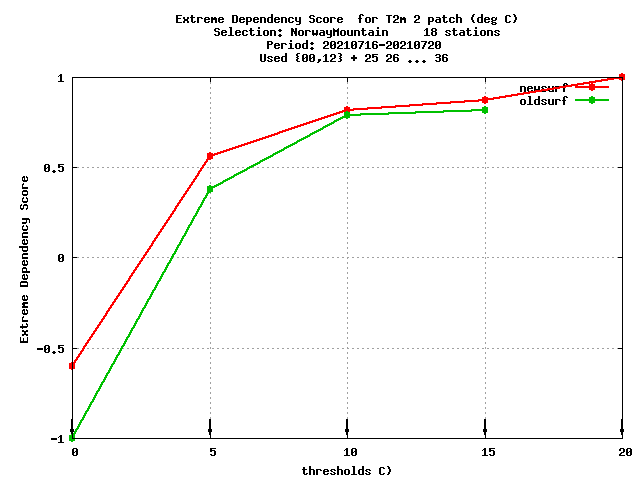 Extreme Dependency Score  for T2m 2 patch (deg C)
Selection: NorwayMountain     18 stations
Period: 20210716-20210720
Used {00,12} + 25 26 ... 36
newsurf
oldsurf
1
0.5
0
-0.5
-1
Extreme Dependency Score
0 5 10 15 20
thresholds C)